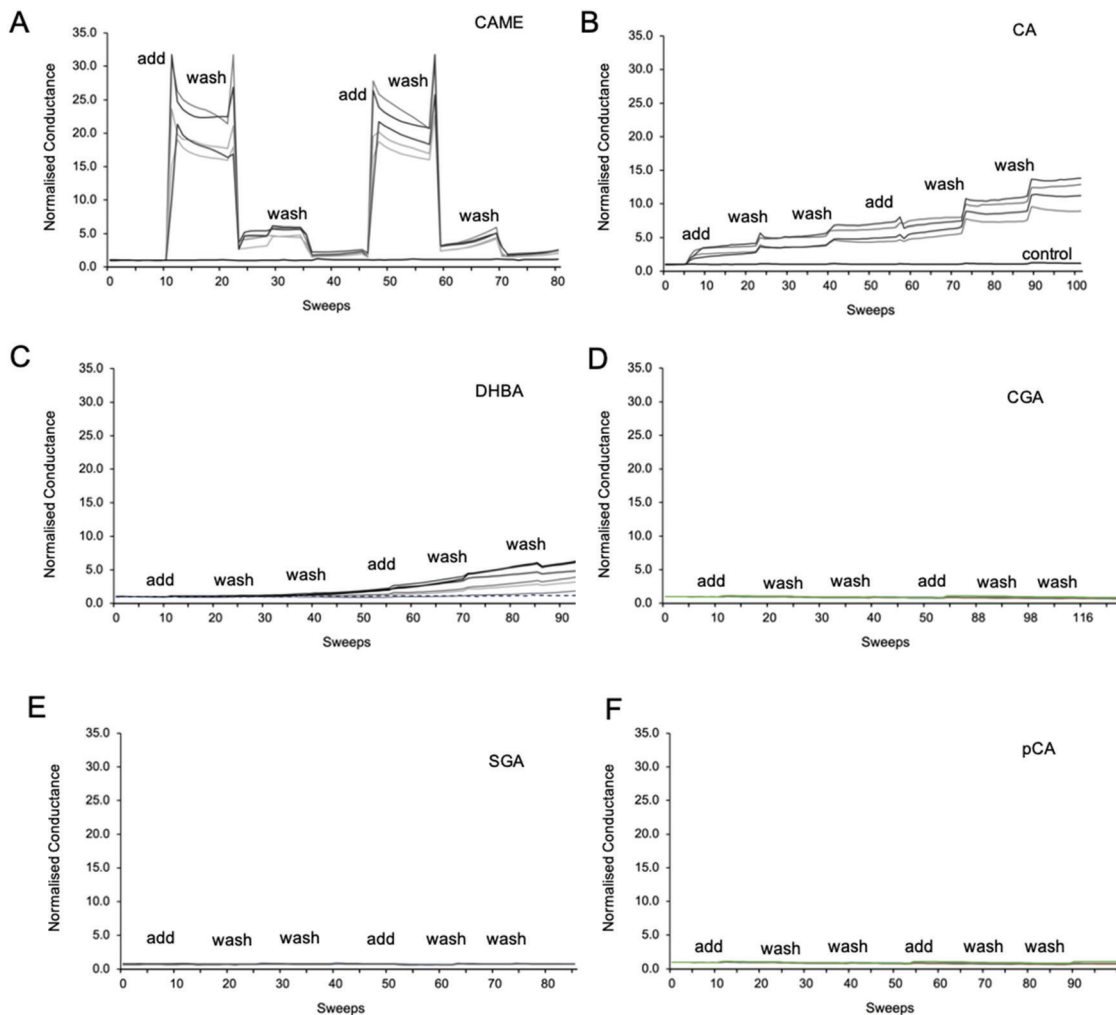 A
CAME
35.0
30.0
25.0
20.0
15.0
10.0
5.0
0.0
Normalised Conductance
add
wash
wash
add
wash
0 10 20 30 40 50 60 70 80
Sweeps
B
CA
35.0
30.0
25.0
20.0
15.0
10.0
5.0
0.0
Normalised Conductance
add
wash
wash
add
wash
wash
control
0 10 20 30 40 50 60 70 80 90 100
Sweeps
C
DHBA
35.0
30.0
25.0
20.0
15.0
10.0
5.0
0.0
Normalised Conductance
add
wash
wash
add
wash
wash
0 10 20 30 40 50 60 70 80 90
Sweeps
D
CGA
35.0
30.0
25.0
20.0
15.0
10.0
5.0
0.0
Normalised Conductance
add
wash
wash
add
wash
wash
0 10 20 30 40 50 88 98 116
Sweeps
E
SGA
35.0
30.0
25.0
20.0
15.0
10.0
5.0
0.0
Normalised Conductance
add
wash
wash
add
wash
wash
0 10 20 30 40 50 60 70 80
Sweeps
F
pCA
35.0
30.0
25.0
20.0
15.0
10.0
5.0
0.0
Normalised Conductance
add
wash
wash
add
wash
wash
0 10 20 30 40 50 60 70 80 90
Sweeps